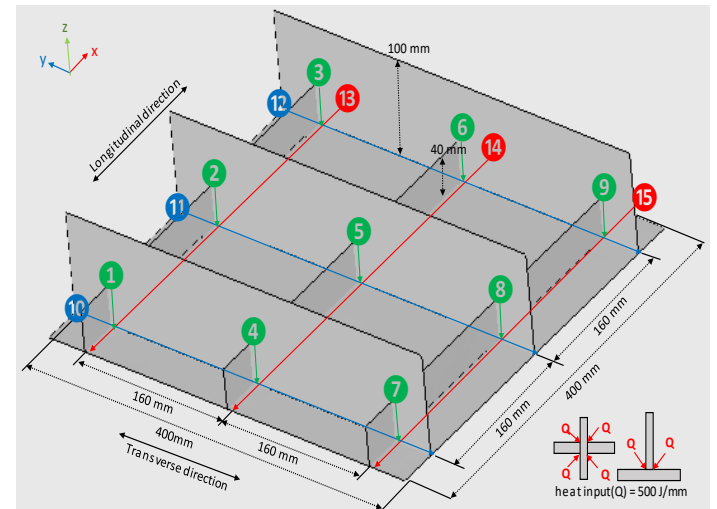 z
y
x
100 mm
3
12
13
Longitudinal direction
6
40 mm
14
2
9
15
11
5
1
8
10
4
160 mm
7
400 mm
160 mm
160 mm
400mm
160 mm
Transverse direction
Q Q Q Q
Q Q
heat input(Q) = 500 J/mm